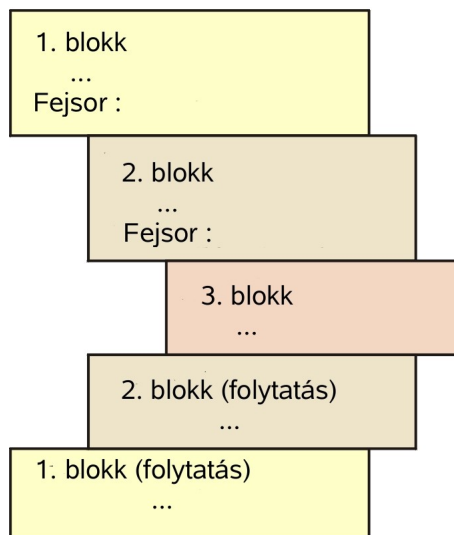 1. blokk
...
Fejsor :
2. blokk
...
Fejsor :
3. blokk
...
2. blokk (folytatás)
...
1. blokk (folytatás)
...